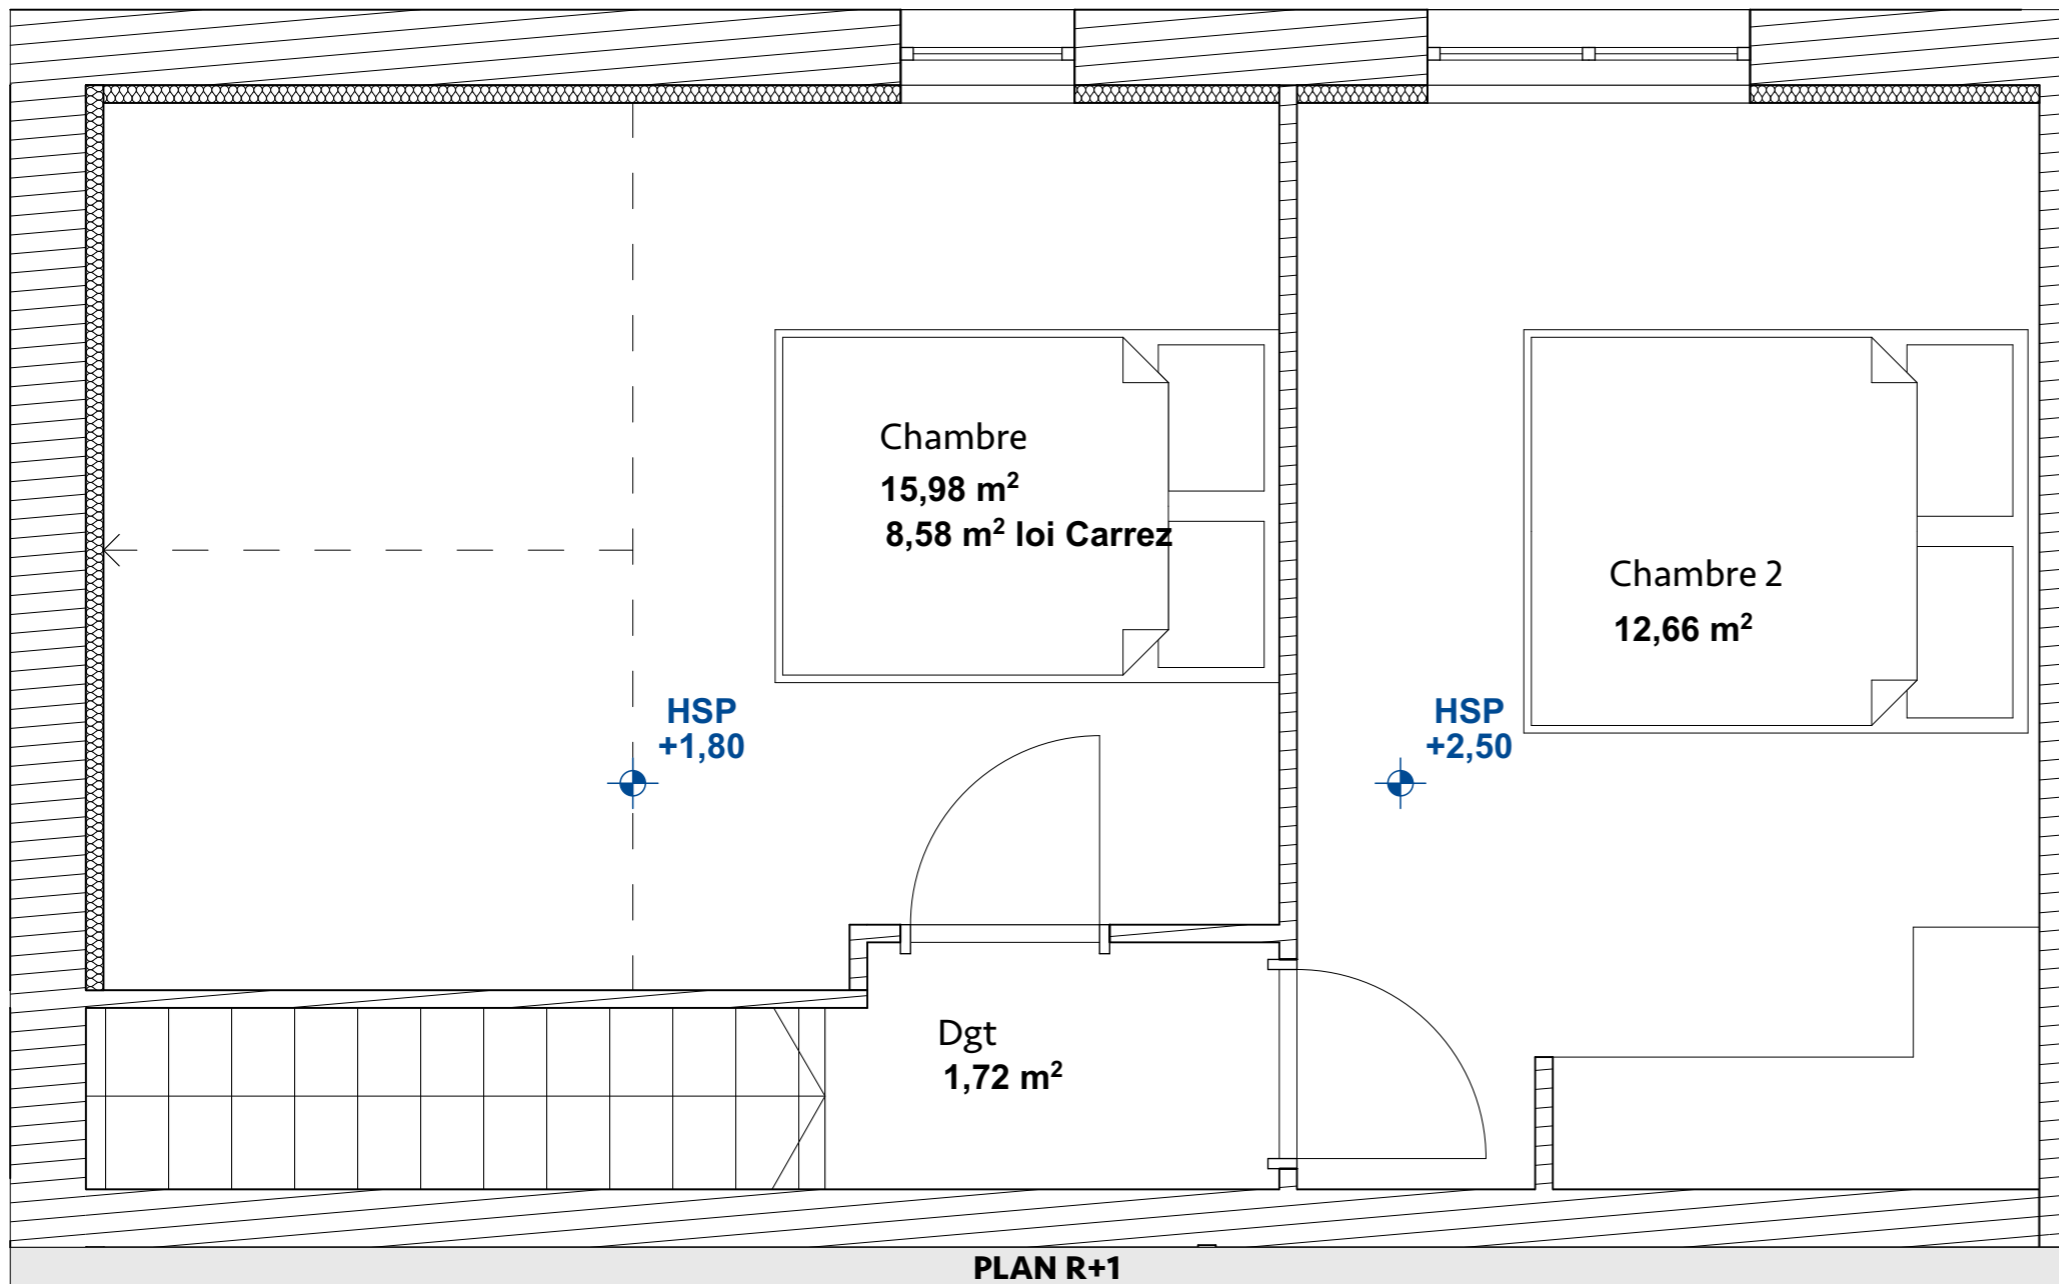 Chambre
15,98 m²
8,58 m² loi Carrez
Chambre 2
12,66 m²
HSP
+1,80
HSP
+2,50
Dgt
1,72 m²
PLAN R+1